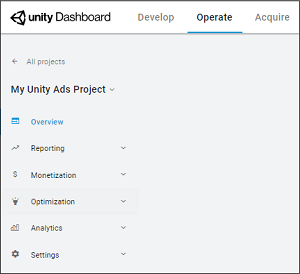 unity Dashboard Develop Operate Acquire
← All projects
My Unity Ads Project
Overview
Reporting
$ Monetization
Optimization
Analytics
Settings